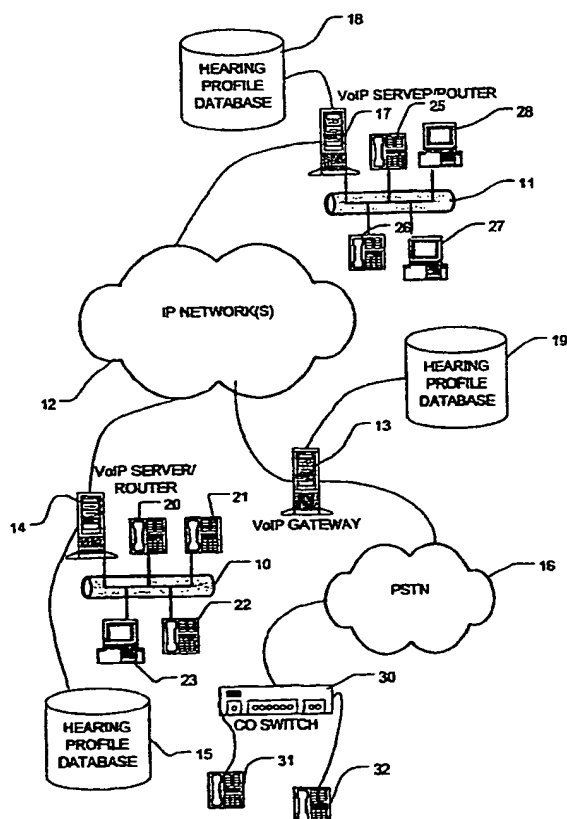 18
HEARING
PROFILE
DATABASE
VoIP SERVER/ROUTER
25
17
28
11
26
27
IP NETWORK(S)
12
19
HEARING
PROFILE
DATABASE
13
VoIP SERVER/
ROUTER
14
20
21
VoIP GATEWAY
10
22
23
16
PSTN
30
CO SWITCH
HEARING
PROFILE
DATABASE
15
31
32